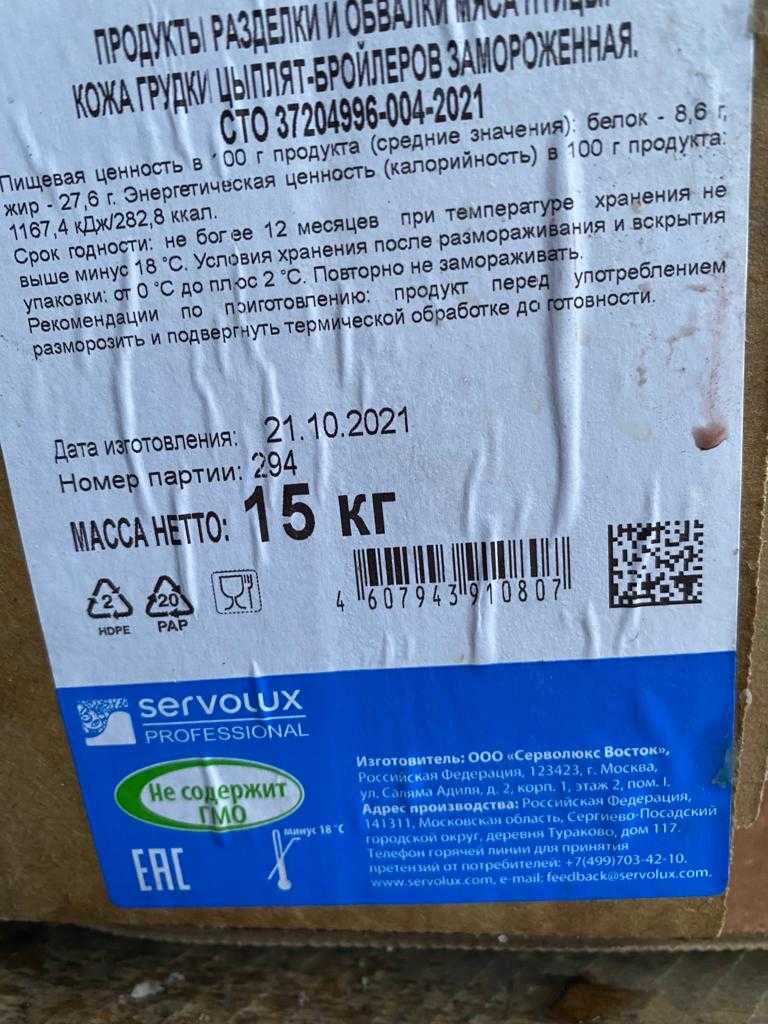 ПРОДУКТЫ РАЗДЕЛКИ И ОБВАЛКИ МЯСА ПТИЦЫ.
КОЖА ГРУДКИ ЦЫПЛЯТ-БРОЙЛЕРОВ ЗАМОРОЖЕННАЯ.
СТО 37204996-004-2021
Пищевая ценность в 100 г продукта (средние значения): белок - 8,6 г,
жир - 27,6 г. Энергетическая ценность (калорийность) в 100 г продукта:
1167,4 кДж/282,8 ккал.
Срок годности: не более 12 месяцев при температуре хранения не
выше минус 18 °С. Условия хранения после размораживания и вскрытия
упаковки: от 0 °С до плюс 2 °С. Повторно не замораживать.
Рекомендации по приготовлению: продукт перед употреблением
разморозить и подвергнуть термической обработке до готовности.
Дата изготовления: 21.10.2021
Номер партии: 294
МАССА НЕТТО: 15 кг
2 HDPE
20 PAP
4 607943 910807
servolux
PROFESSIONAL
Не содержит
ГМО
минус 18 °С
EAC
Изготовитель: ООО «Серволюкс Восток»,
Российская Федерация, 123423, г. Москва,
ул. Саляма Адиля, д. 2, корп. 1, этаж 2, пом. I.
Адрес производства: Российская Федерация,
141311, Московская область, Сергиево-Посадский
городской округ, деревня Тураково, дом 117.
Телефон горячей линии для принятия
претензий от потребителей: +7(499)703-42-10.
www.servolux.com, e-mail: feedback@servolux.com.